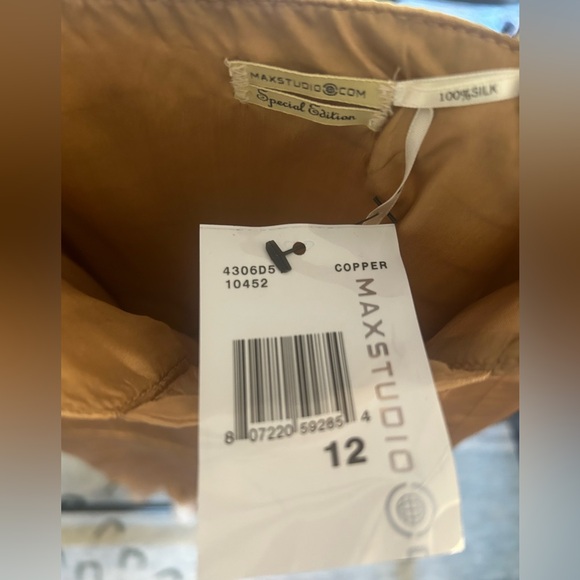 MAXSTUDIO COM
Special Edition
100% SILK
4306D5
10452
COPPER
MAXSTUDIO
8 07220 59285 4
12